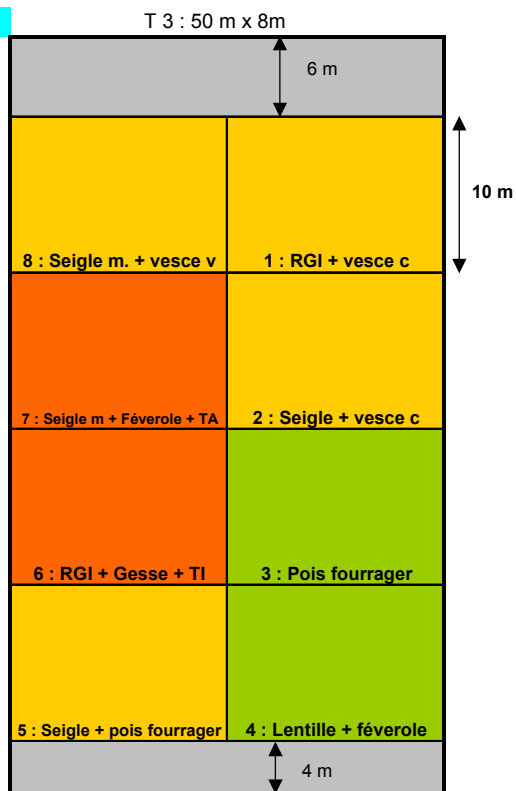 T 3 : 50 m x 8m
6 m
10 m
8 : Seigle m. + vesce v
1 : RGI + vesce c
7 : Seigle m + Féverole + TA
2 : Seigle + vesce c
6 : RGI + Gesse + TI
3 : Pois fourrager
5 : Seigle + pois fourrager
4 : Lentille + féverole
4 m